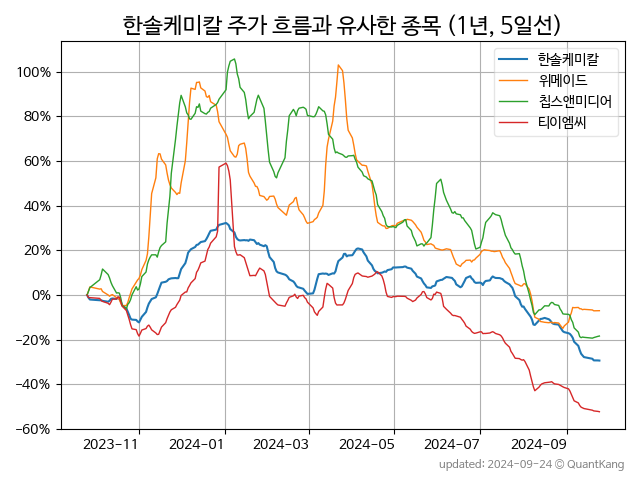 한솔케미칼 주가 흐름과 유사한 종목 (1년, 5일선)
한솔케미칼
위메이드
칩스앤미디어
티이엠씨
100%
80%
60%
40%
20%
0%
−20%
−40%
−60%
2023-11
2024-01
2024-03
2024-05
2024-07
2024-09
updated: 2024-09-24 © QuantKang